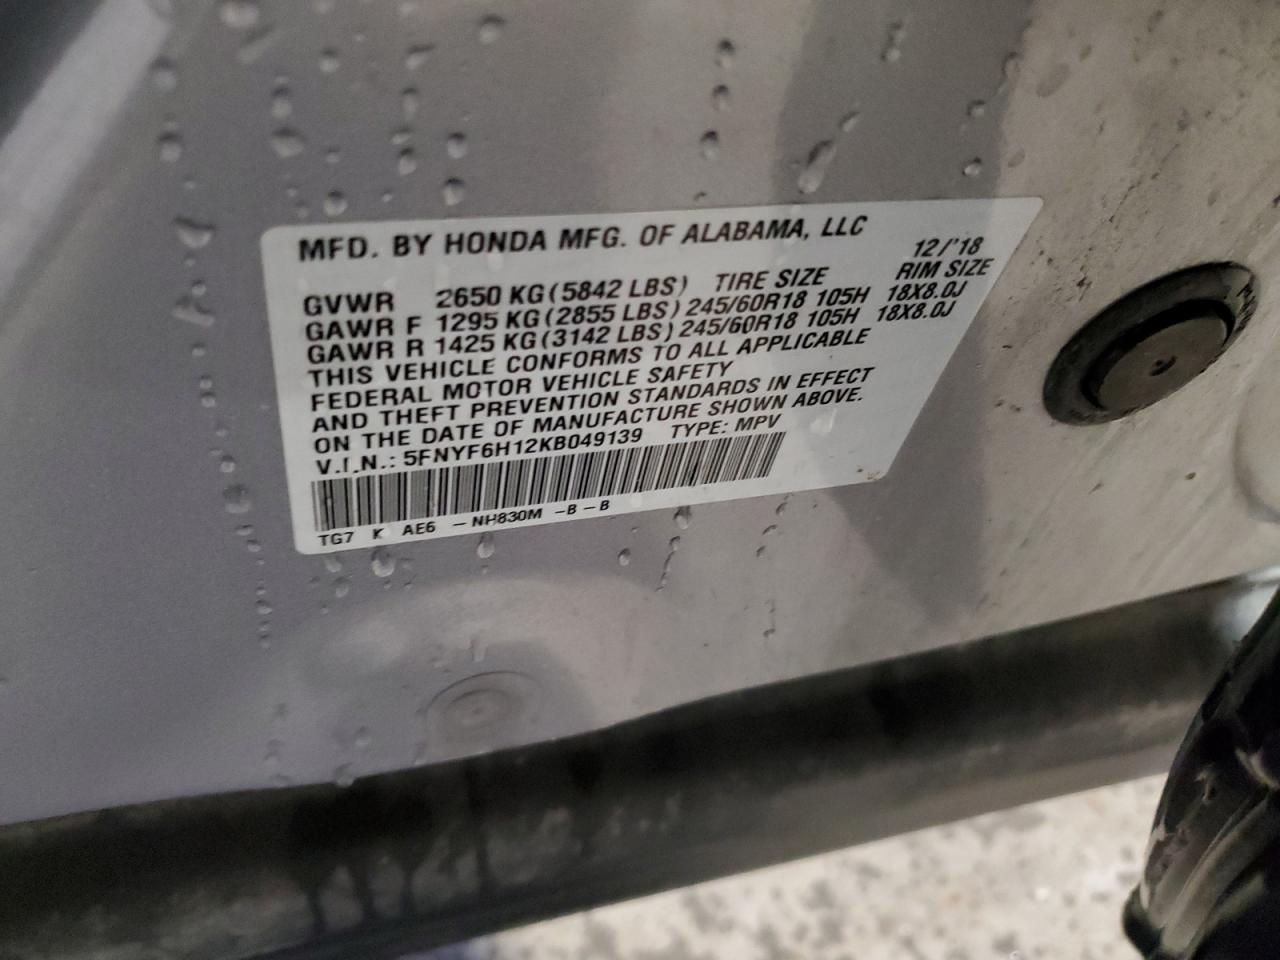 MFD. BY HONDA MFG. OF ALABAMA, LLC
12/'18
GVWR 2650 KG (5842 LBS) TIRE SIZE RIM SIZE
GAWR F 1295 KG (2855 LBS) 245/60R18 105H 18X8.0J
GAWR R 1425 KG (3142 LBS) 245/60R18 105H 18X8.0J
THIS VEHICLE CONFORMS TO ALL APPLICABLE
FEDERAL MOTOR VEHICLE SAFETY
AND THEFT PREVENTION STANDARDS IN EFFECT
ON THE DATE OF MANUFACTURE SHOWN ABOVE.
V.I.N.: 5FNYF6H12KB049139 TYPE: MPV
TG7 K AE6 – NH830M – B – B